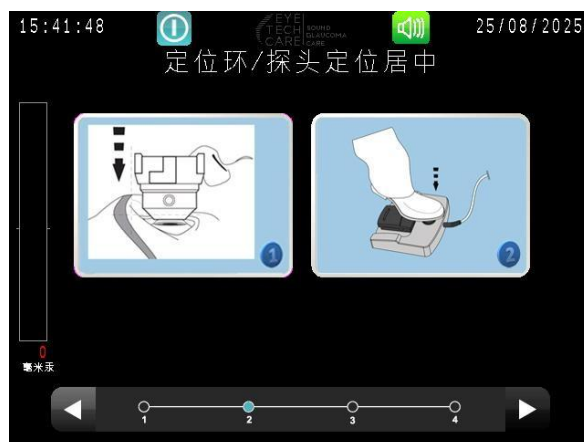 15:41:48
EYE
TECH
CARE
SOUND
GLAUCOMA
CARE
25/08/2025
定位环/探头定位居中
1
2
0
毫米汞
1
2
3
4